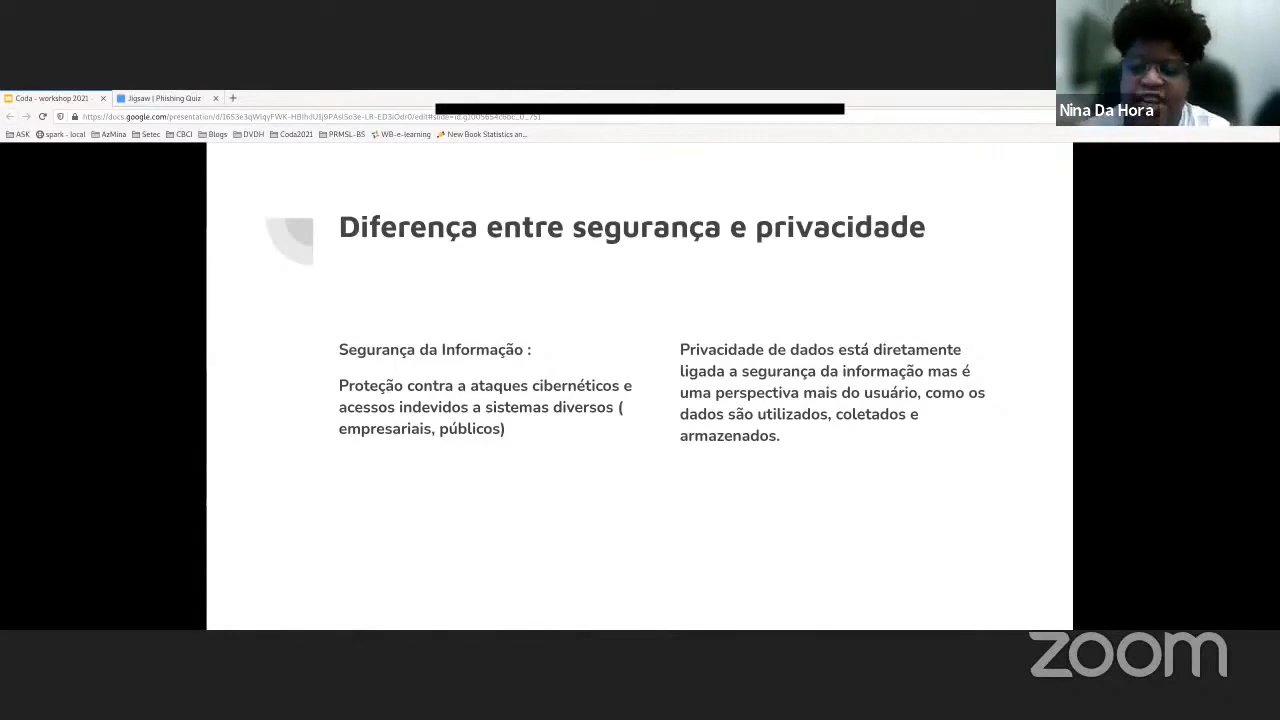 Nina Da Hora
Coda - workshop 2021
Jigsaw | Phishing Quiz
ASK spark - local AzMina Setec CBCI Blogs DVDH Coda2021 PRMSL-BS WB-e-learning New Book Statistics an...
Diferença entre segurança e privacidade
Segurança da Informação :
Proteção contra a ataques cibernéticos e
acessos indevidos a sistemas diversos (
empresariais, públicos)
Privacidade de dados está diretamente
ligada a segurança da informação mas é
uma perspectiva mais do usuário, como os
dados são utilizados, coletados e
armazenados.
zoom